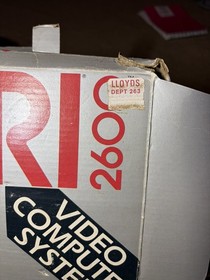 LLOYDS
DEPT 263
RI
2600
VIDEO
COMPUTE
SYSTE